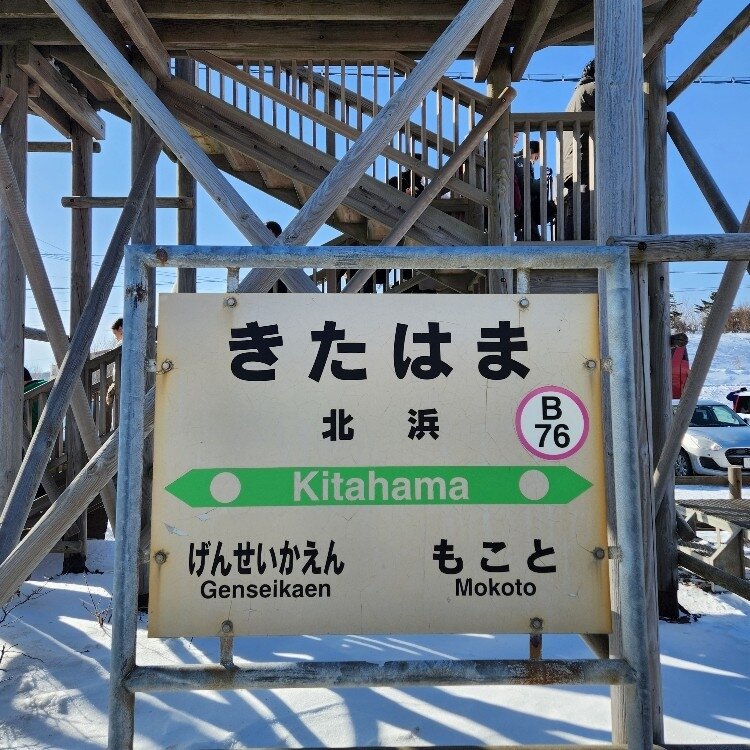 きたはま
北浜
B
76
Kitahama
げんせいかえん
Genseikaen
もこと
Mokoto